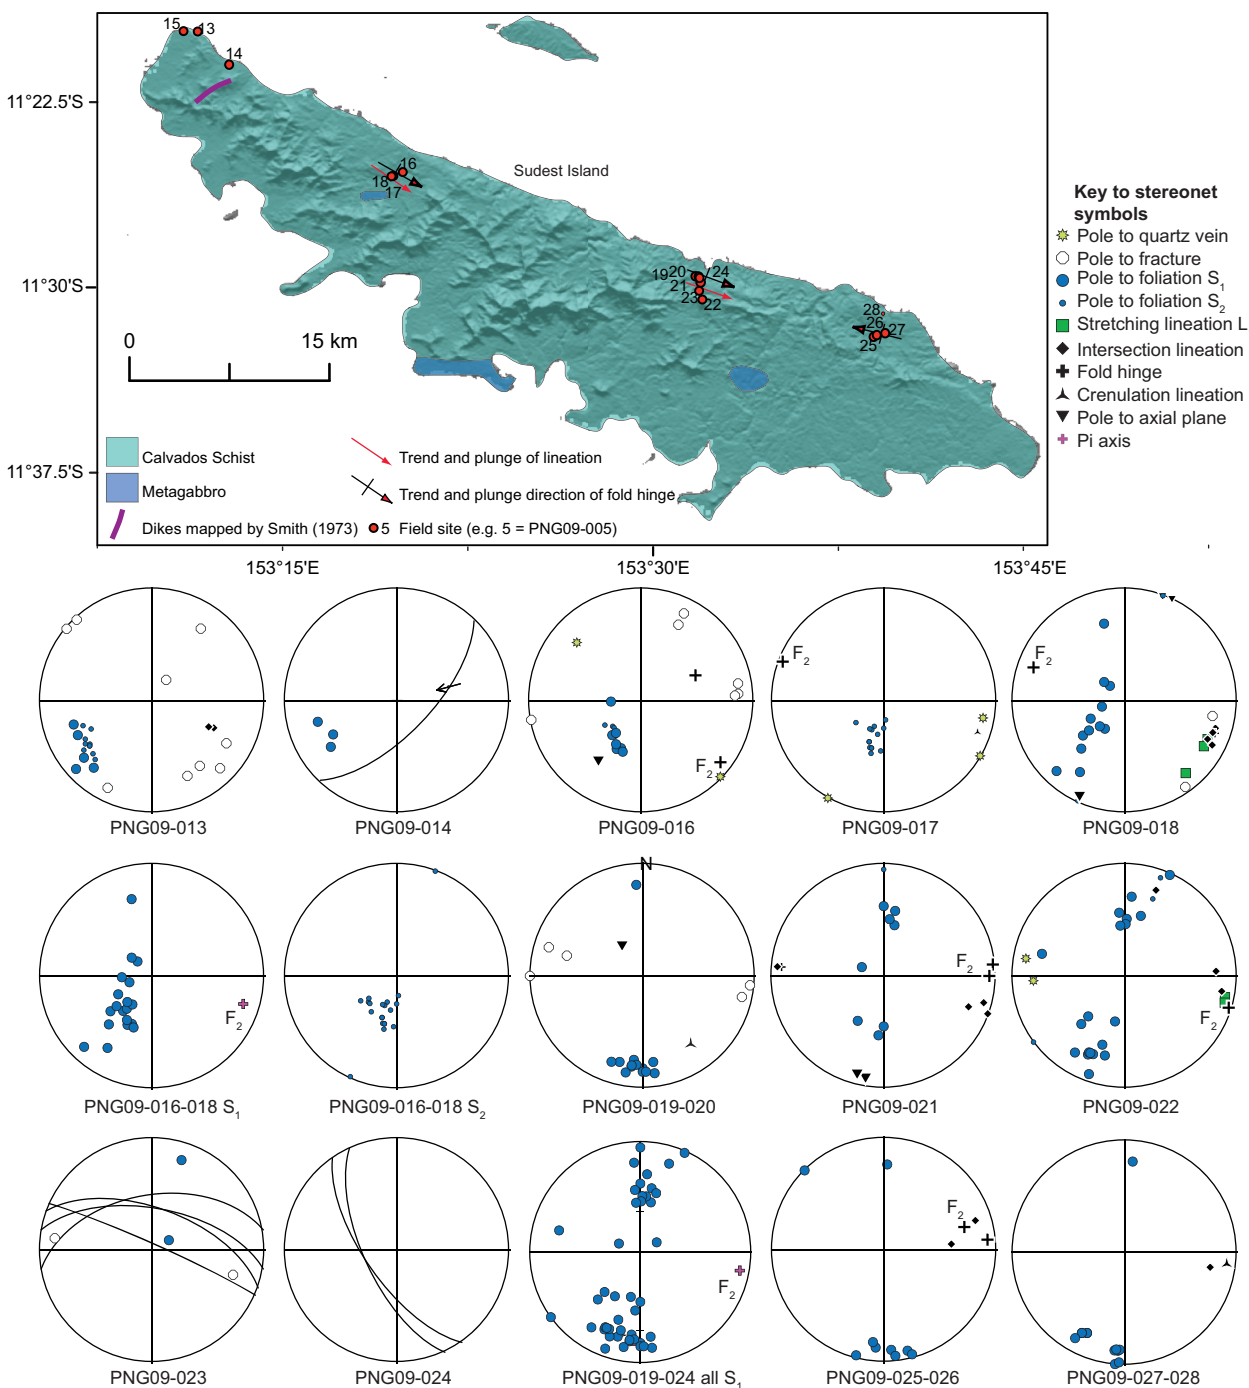 15
13
14
11°22.5'S
16
18
17
Sudest Island
Key to stereonet
symbols
Pole to quartz vein
Pole to fracture
Pole to foliation S1
Pole to foliation S2
Stretching lineation L
Intersection lineation
Fold hinge
Crenulation lineation
Pole to axial plane
Pi axis
11°30'S
19
20
24
21
23
22
28
26
27
25
0
15 km
Calvados Schist
Metagabbro
Dikes mapped by Smith (1973)
Trend and plunge of lineation
Trend and plunge direction of fold hinge
5 Field site (e.g. 5 = PNG09-005)
11°37.5'S
153°15'E
153°30'E
153°45'E
F2
F2
F2
PNG09-013
PNG09-014
PNG09-016
PNG09-017
PNG09-018
N
F2
F2
F2
PNG09-016-018 S1
PNG09-016-018 S2
PNG09-019-020
PNG09-021
PNG09-022
F2
F2
PNG09-023
PNG09-024
PNG09-019-024 all S1
PNG09-025-026
PNG09-027-028